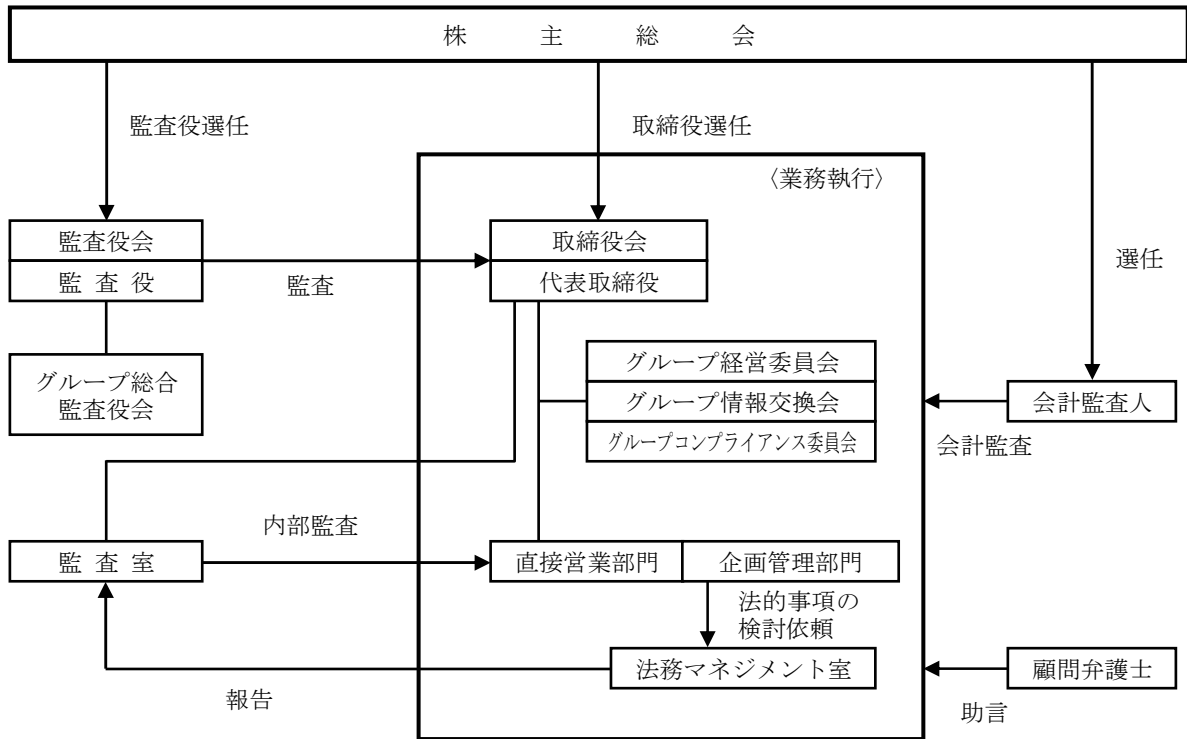 株主総会
監査役選任
取締役選任
〈業務執行〉
監査役会
監査役
取締役会
代表取締役
監査
選任
グループ総合
監査役会
グループ経営委員会
グループ情報交換会
グループコンプライアンス委員会
会計監査人
会計監査
内部監査
監査室
直接営業部門
企画管理部門
法的事項の
検討依頼
法務マネジメント室
顧問弁護士
報告
助言